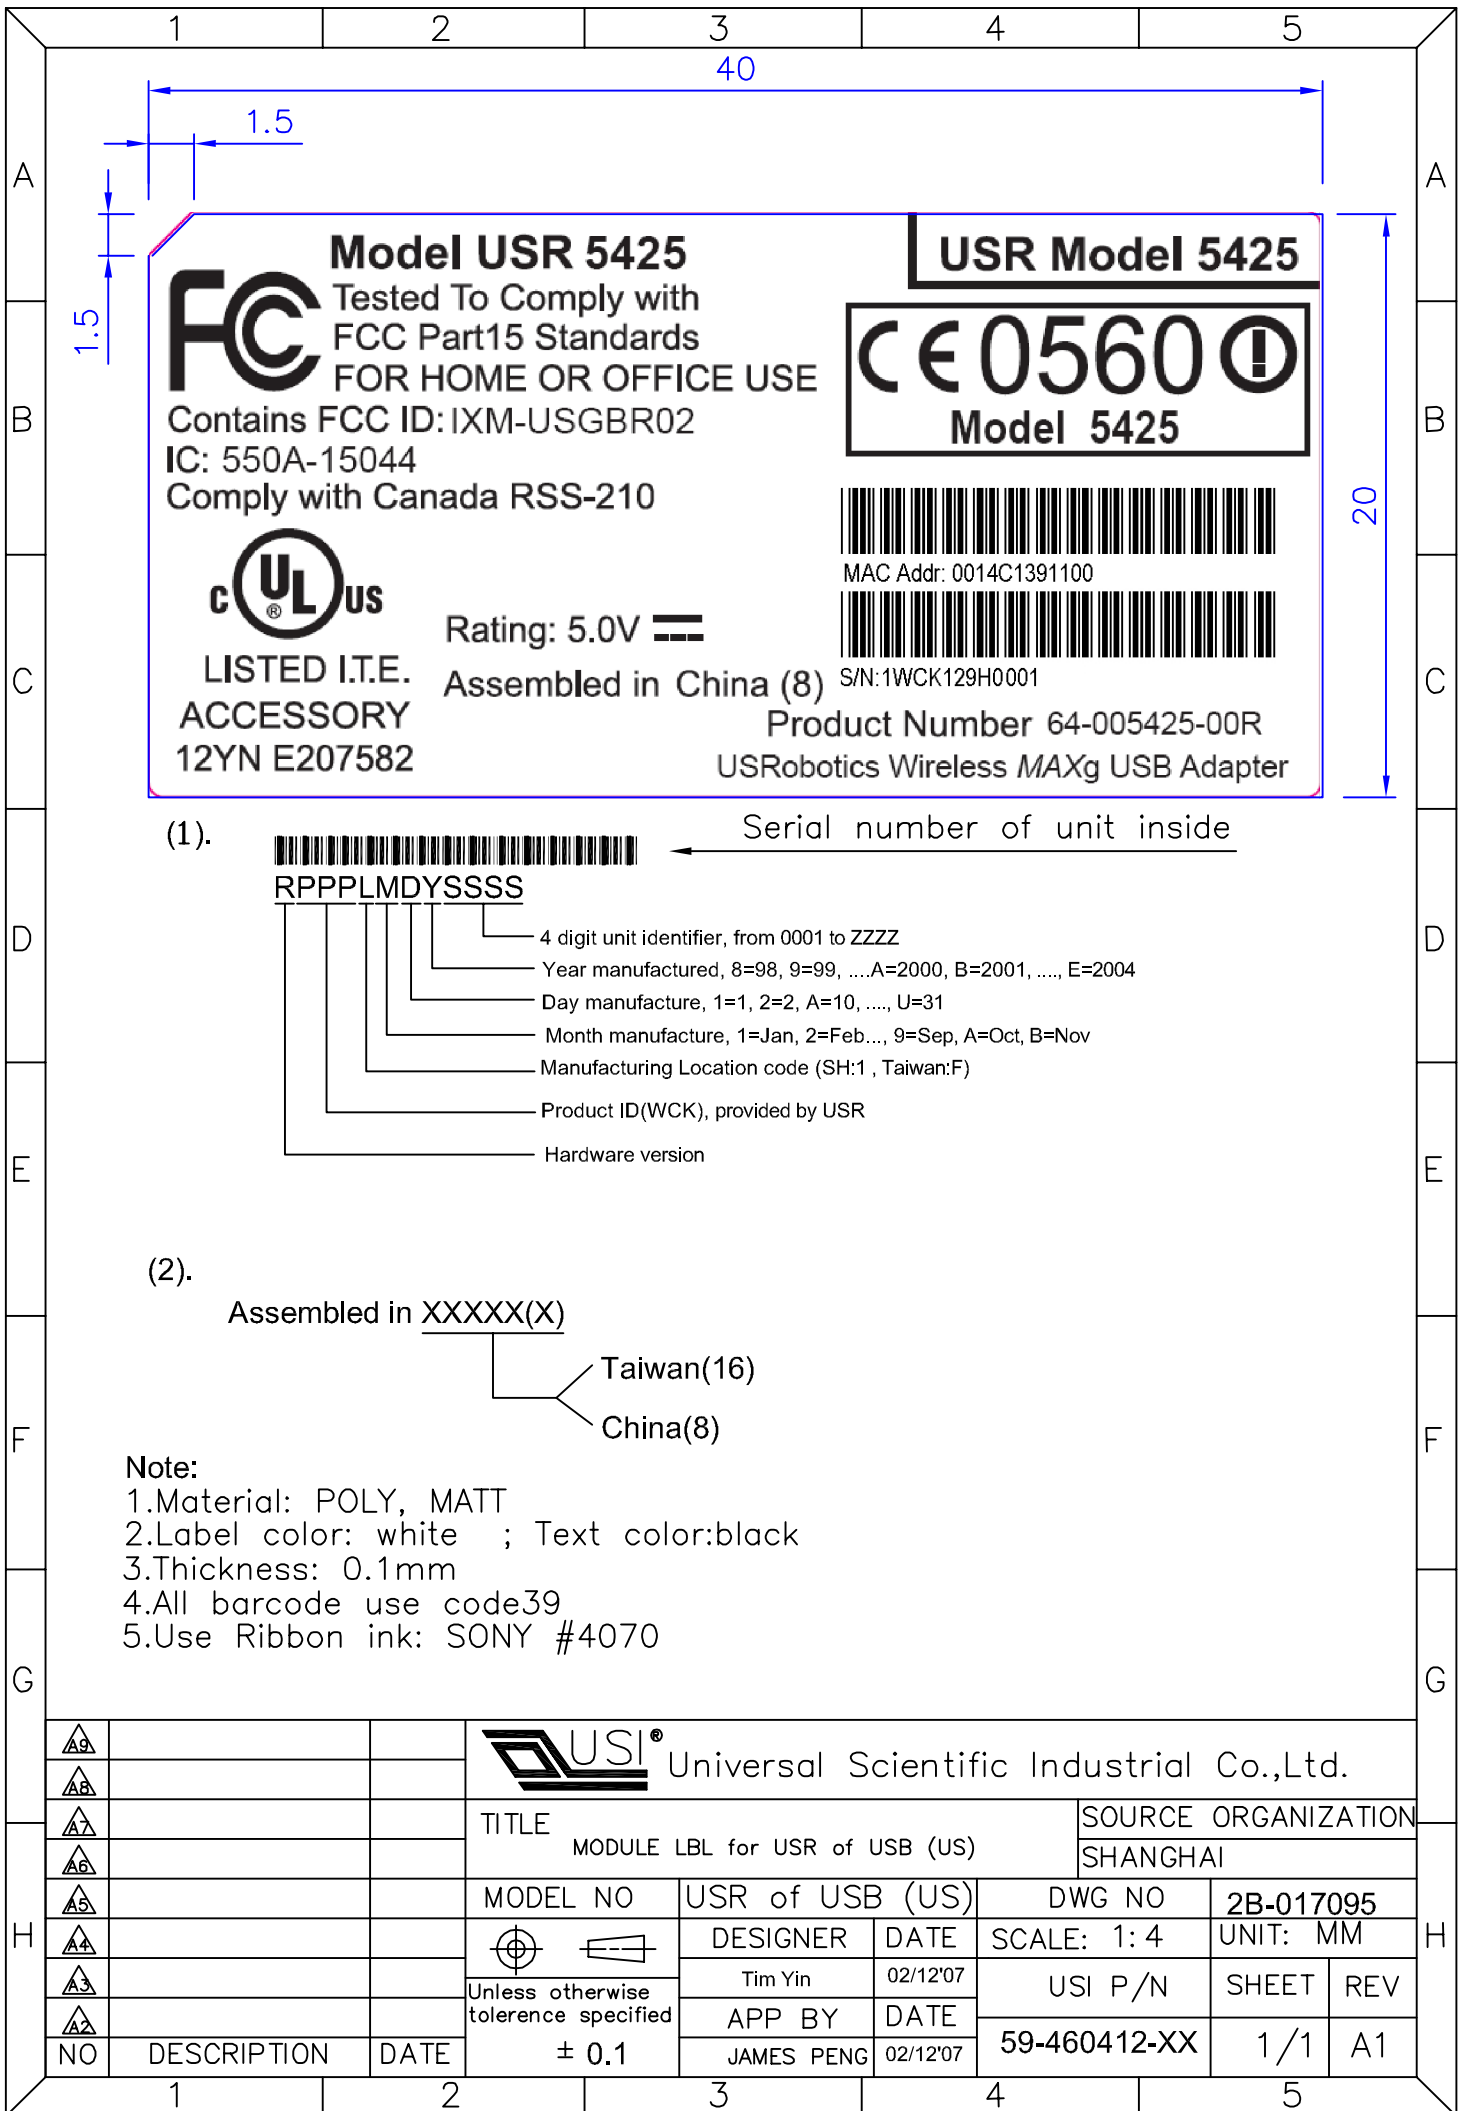 1 2 3 4 5
40
1.5
A A
1.5
Model USR 5425
Tested To Comply with
FCC Part15 Standards
FOR HOME OR OFFICE USE
Contains FCC ID: IXM-USGBR02
IC: 550A-15044
Comply with Canada RSS-210
USR Model 5425
CE 0560
Model 5425
B B
20
MAC Addr: 0014C1391100
S/N:1WCK129H0001
C UL ® US
LISTED I.T.E.
ACCESSORY
12YN E207582
Rating: 5.0V
Assembled in China (8)
C C
Product Number 64-005425-00R
USRobotics Wireless MAXg USB Adapter
(1).
Serial number of unit inside
RPPPLMDYSSSS
D D
4 digit unit identifier, from 0001 to ZZZZ
Year manufactured, 8=98, 9=99, ....A=2000, B=2001, ...., E=2004
Day manufacture, 1=1, 2=2, A=10, ...., U=31
Month manufacture, 1=Jan, 2=Feb..., 9=Sep, A=Oct, B=Nov
Manufacturing Location code (SH:1 , Taiwan:F)
Product ID(WCK), provided by USR
Hardware version
E E
(2).
Assembled in XXXXX(X)
Taiwan(16)
China(8)
F F
Note:
1.Material: POLY, MATT
2.Label color: white ; Text color:black
3.Thickness: 0.1mm
4.All barcode use code39
5.Use Ribbon ink: SONY #4070
G G
A9
A8
A7
A6
A5
A4
A3
A2
NO DESCRIPTION DATE
USI® Universal Scientific Industrial Co.,Ltd.
TITLE
MODULE LBL for USR of USB (US)
SOURCE ORGANIZATION
SHANGHAI
MODEL NO USR of USB (US) DWG NO 2B-017095
H H
DESIGNER DATE SCALE: 1:4 UNIT: MM
Tim Yin 02/12'07 USI P/N SHEET REV
Unless otherwise
tolerence specified
± 0.1
APP BY DATE
JAMES PENG 02/12'07 59-460412-XX 1/1 A1
1 2 3 4 5